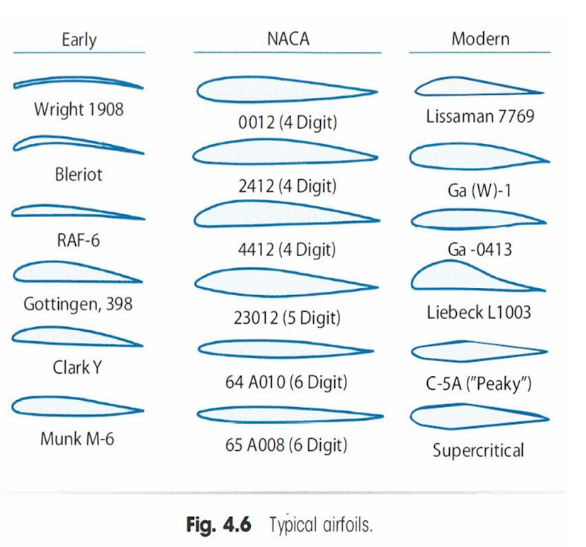 Early
Wright 1908
Bleriot
RAF-6
Gottingen, 398
Clark Y
Munk M-6
NACA
0012 (4 Digit)
2412 (4 Digit)
4412 (4 Digit)
23012 (5 Digit)
64 A010 (6 Digit)
65 A008 (6 Digit)
Modern
Lissaman 7769
Ga (W)-1
Ga -0413
Liebeck L1003
C-5A ("Peaky")
Supercritical
Fig. 4.6 Typical airfoils.